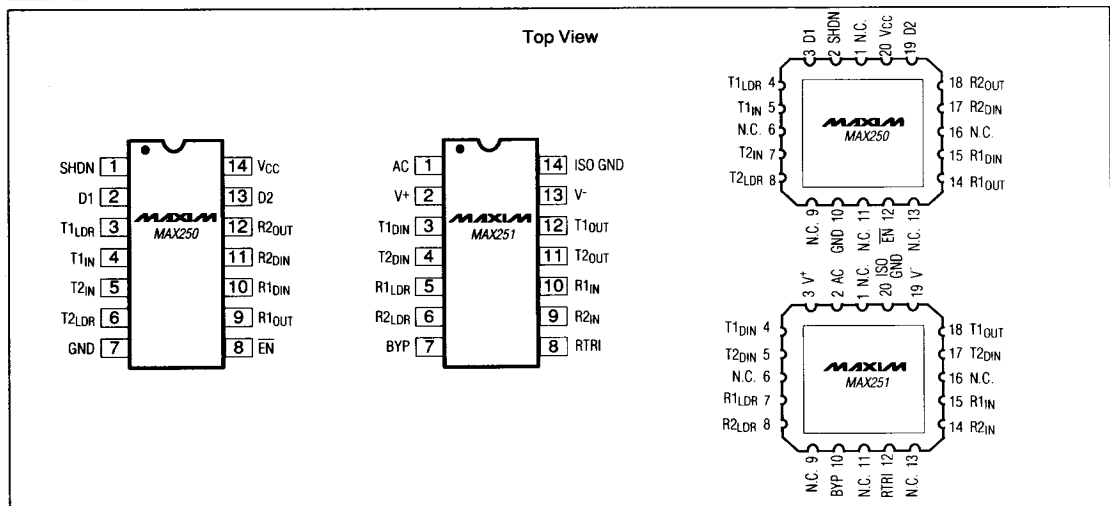 Top View
SHDN 1
D1 2
T1LDR 3
T1IN 4
T2IN 5
T2LDR 6
GND 7
14 VCC
13 D2
12 R2OUT
11 R2DIN
10 R1DIN
9 R1OUT
8 EN
MAXIM
MAX250
AC 1
V+ 2
T1DIN 3
T2DIN 4
R1LDR 5
R2LDR 6
BYP 7
14 ISO GND
13 V-
12 T1OUT
11 T2OUT
10 R1IN
9 R2IN
8 RTRI
MAXIM
MAX251
3 D1
2 SHDN
1 N.C.
20 VCC
19 D2
T1LDR 4
T1IN 5
N.C. 6
T2IN 7
T2LDR 8
18 R2OUT
17 R2DIN
16 N.C.
15 R1DIN
14 R1OUT
MAXIM
MAX250
N.C. 9
GND 10
N.C. 11
EN 12
N.C. 13
3 V+
2 AC
1 N.C.
20 ISO
GND
19 V-
T1DIN 4
T2DIN 5
N.C. 6
R1LDR 7
R2LDR 8
18 T1OUT
17 T2DIN
16 N.C.
15 R1IN
14 R2IN
MAXIM
MAX251
N.C. 9
BYP 10
N.C. 11
RTRI 12
N.C. 13